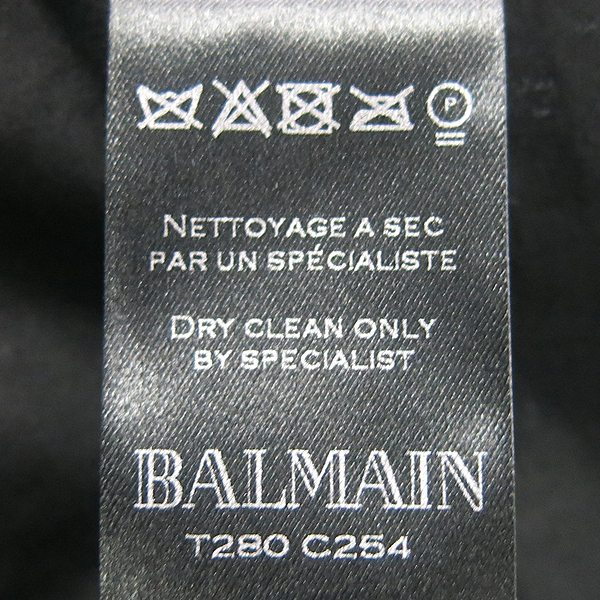 P
NETTOYAGE A SEC
PAR UN SPÉCIALISTE
DRY CLEAN ONLY
BY SPECIALIST
BALMAIN
T280 C254